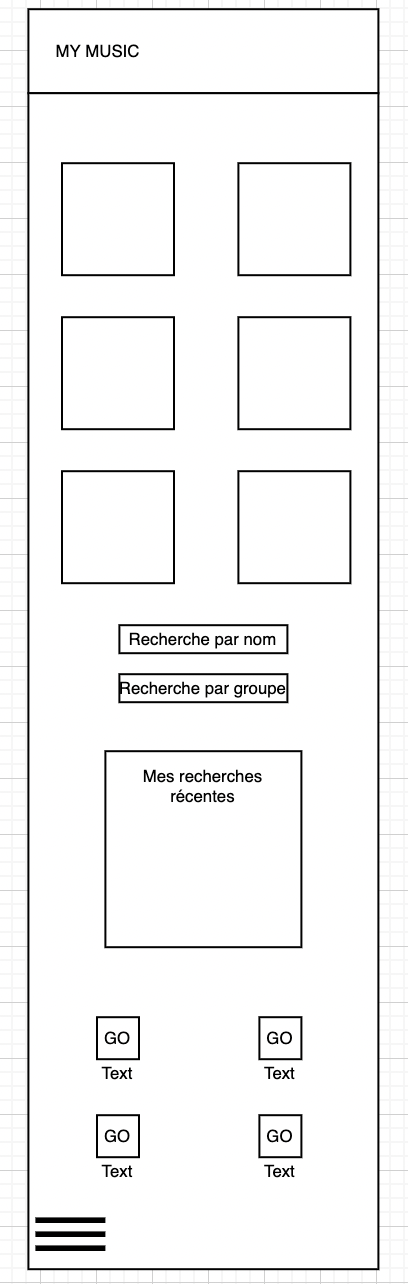 MY MUSIC
Recherche par nom
Recherche par groupe
Mes recherches
récentes
GO
GO
Text
Text
GO
GO
Text
Text